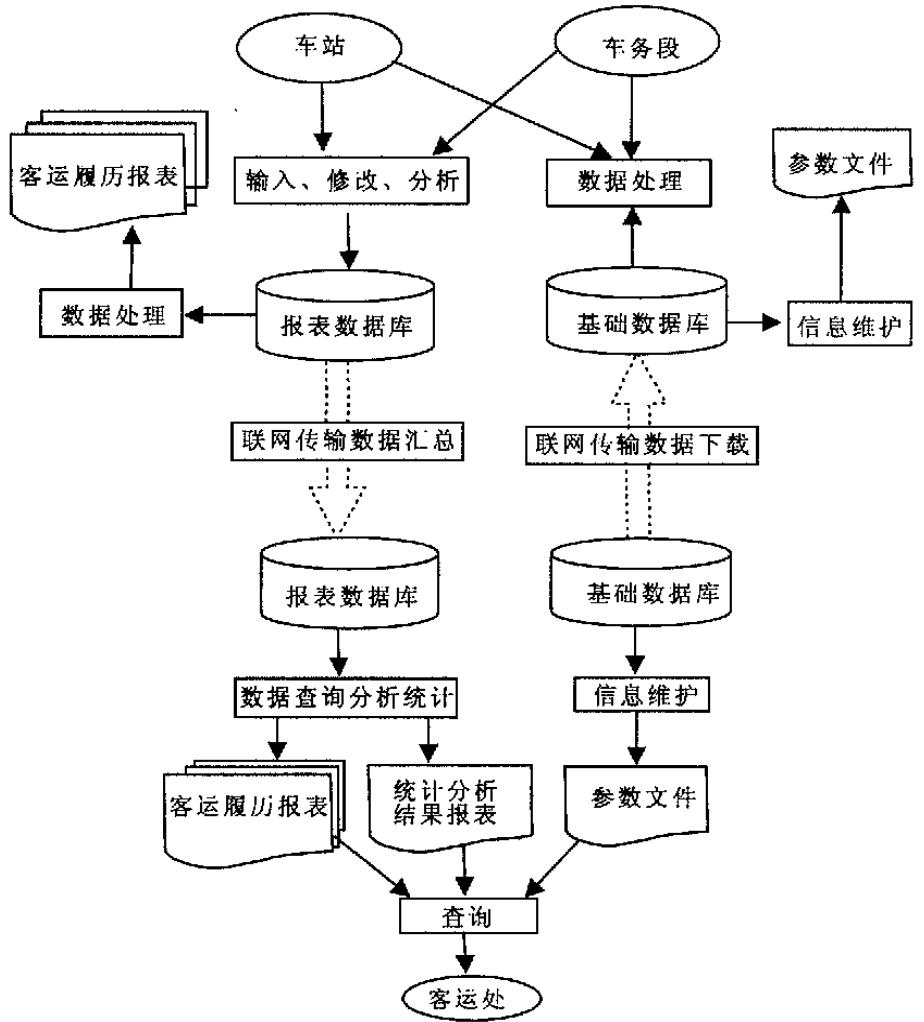 车站
车务段
客运履历报表
输入、修改、分析
数据处理
参数文件
数据处理
报表数据库
基础数据库
信息维护
联网传输数据汇总
联网传输数据下载
报表数据库
基础数据库
数据查询分析统计
信息维护
客运履历报表
统计分析
结果报表
参数文件
查询
客运处